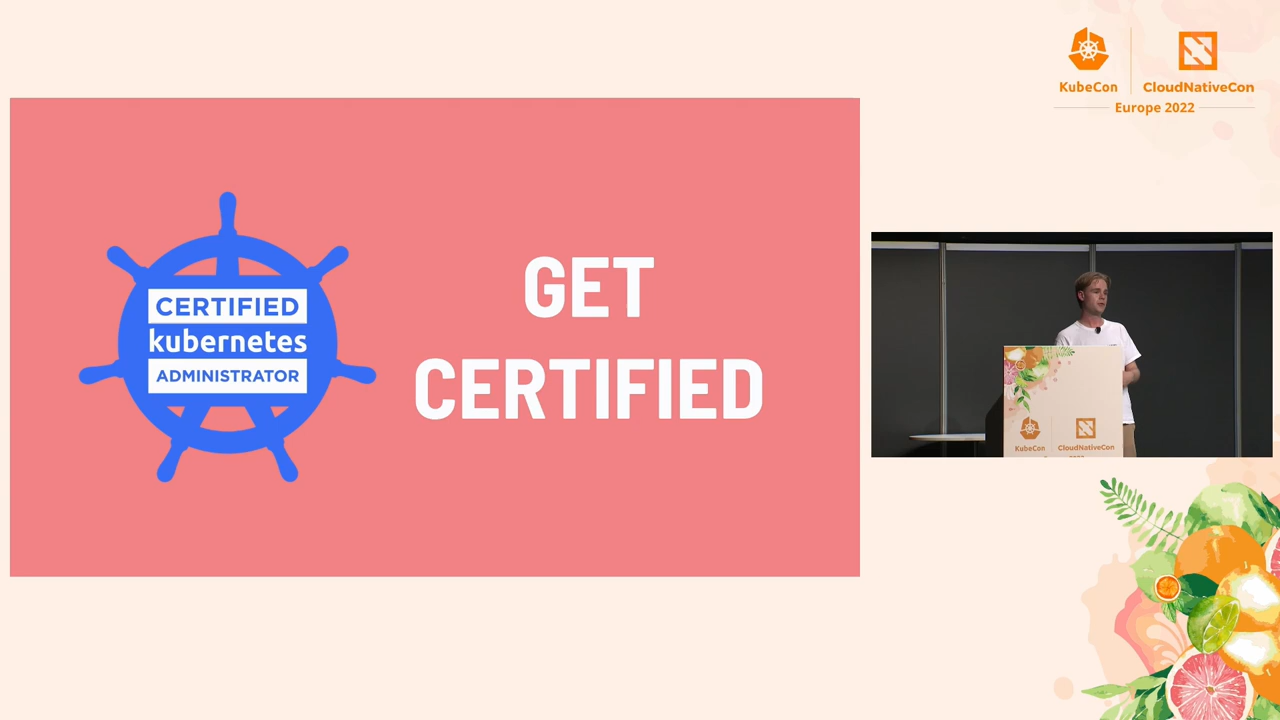 KubeCon
CloudNativeCon
Europe 2022
CERTIFIED
kubernetes
ADMINISTRATOR
GET
CERTIFIED
KubeCon
CloudNativeCon